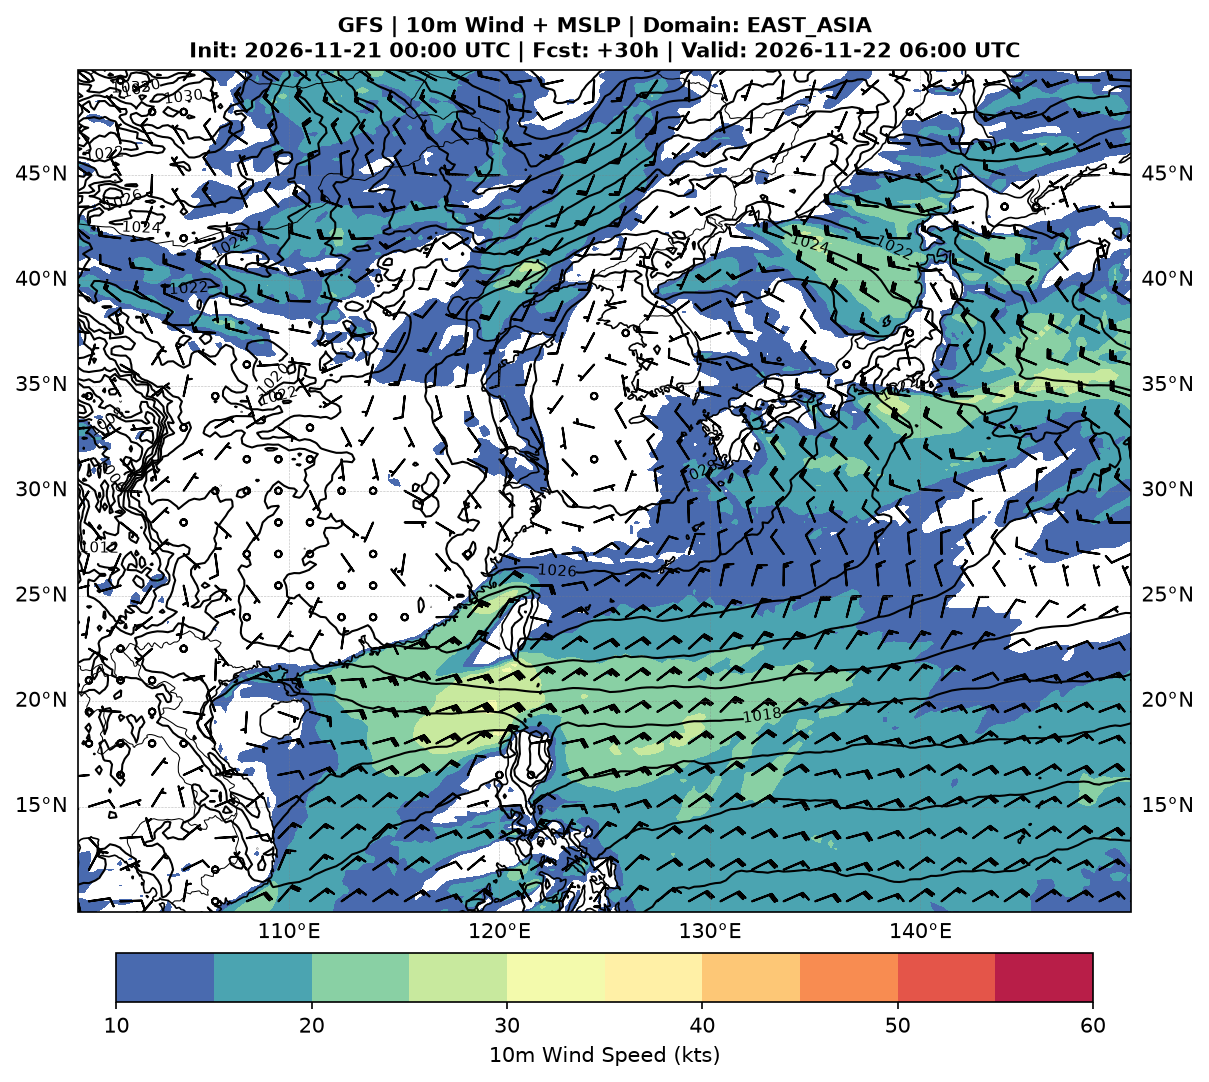 GFS | 10m Wind + MSLP | Domain: EAST_ASIA
Init: 2026-11-21 00:00 UTC | Fcst: +30h | Valid: 2026-11-22 06:00 UTC
1030
1022
1024
1024
1024
1022
1022
45°N 45°N
40°N 40°N
1022
1020
35°N 35°N
30°N 30°N
1026
25°N 25°N
20°N 20°N
1018
15°N 15°N
110°E 120°E 130°E 140°E
10 20 30 40 50 60
10m Wind Speed (kts)